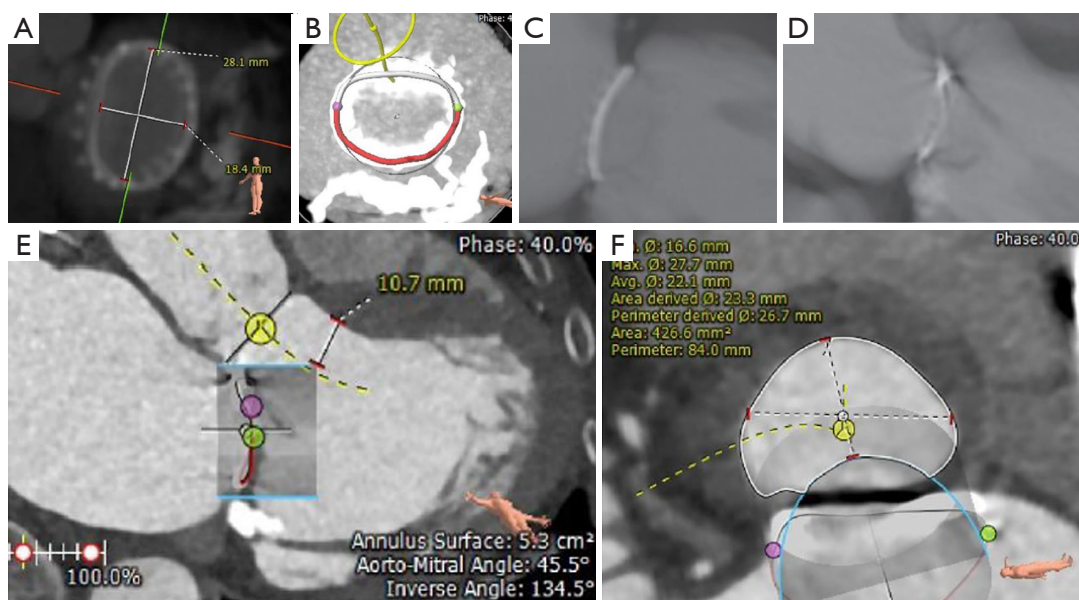 A
28.1 mm
18.4 mm
B
Phase: 4
C
D
E
Phase: 40.0%
10.7 mm
100.0%
Annulus Surface: 5.3 cm²
Aorto-Mitral Angle: 45.5°
Inverse Angle: 134.5°
F
Phase: 40.0
Ø: 16.6 mm
Max. Ø: 27.7 mm
Avg. Ø: 22.1 mm
Area derived Ø: 23.3 mm
Perimeter derived Ø: 26.7 mm
Area: 426.6 mm²
Perimeter: 84.0 mm